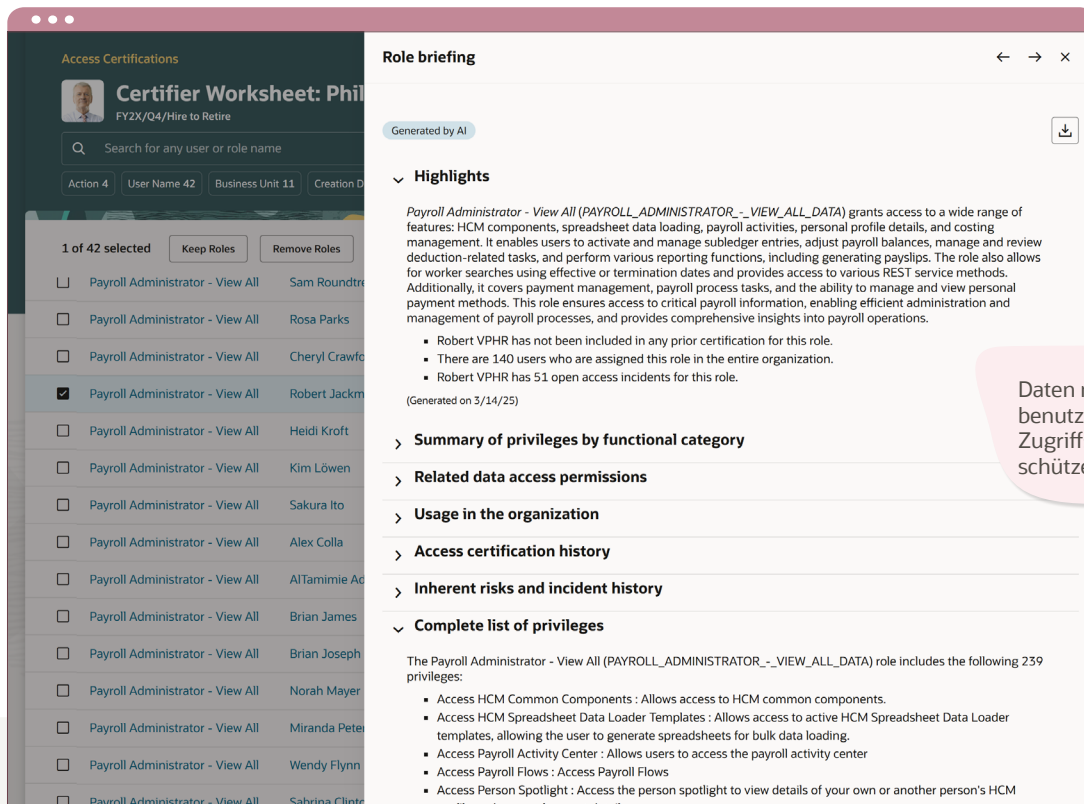 Access Certifications
Certifier Worksheet: Phil
FY2X/Q4/Hire to Retire
Search for any user or role name
Action 4
User Name 42
Business Unit 11
Creation D
1 of 42 selected
Keep Roles
Remove Roles
Payroll Administrator - View All Sam Roundtre
Payroll Administrator - View All Rosa Parks
Payroll Administrator - View All Cheryl Crawfo
Payroll Administrator - View All Robert Jackm
Payroll Administrator - View All Heidi Kroft
Payroll Administrator - View All Kim Löwen
Payroll Administrator - View All Sakura Ito
Payroll Administrator - View All Alex Colla
Payroll Administrator - View All AlTamimie Ad
Payroll Administrator - View All Brian James
Payroll Administrator - View All Brian Joseph
Payroll Administrator - View All Norah Mayer
Payroll Administrator - View All Miranda Peter
Payroll Administrator - View All Wendy Flynn
Payroll Administrator - View All Sabrina Clinto
Role briefing
Generated by AI
Highlights
Payroll Administrator - View All (PAYROLL_ADMINISTRATOR_-_VIEW_ALL_DATA) grants access to a wide range of
features: HCM components, spreadsheet data loading, payroll activities, personal profile details, and costing
management. It enables users to activate and manage subledger entries, adjust payroll balances, manage and review
deduction-related tasks, and perform various reporting functions, including generating payslips. The role also allows
for worker searches using effective or termination dates and provides access to various REST service methods.
Additionally, it covers payment management, payroll process tasks, and the ability to manage and view personal
payment methods. This role ensures access to critical payroll information, enabling efficient administration and
management of payroll processes, and provides comprehensive insights into payroll operations.
▪ Robert VPHR has not been included in any prior certification for this role.
▪ There are 140 users who are assigned this role in the entire organization.
▪ Robert VPHR has 51 open access incidents for this role.
(Generated on 3/14/25)
Summary of privileges by functional category
Related data access permissions
Usage in the organization
Access certification history
Inherent risks and incident history
Complete list of privileges
The Payroll Administrator - View All (PAYROLL_ADMINISTRATOR_-_VIEW_ALL_DATA) role includes the following 239
privileges:
▪ Access HCM Common Components : Allows access to HCM common components.
▪ Access HCM Spreadsheet Data Loader Templates : Allows access to active HCM Spreadsheet Data Loader
templates, allowing the user to generate spreadsheets for bulk data loading.
▪ Access Payroll Activity Center : Allows users to access the payroll activity center
▪ Access Payroll Flows : Access Payroll Flows
▪ Access Person Spotlight : Access the person spotlight to view details of your own or another person's HCM
Daten
benutz
Zugriff
schütze